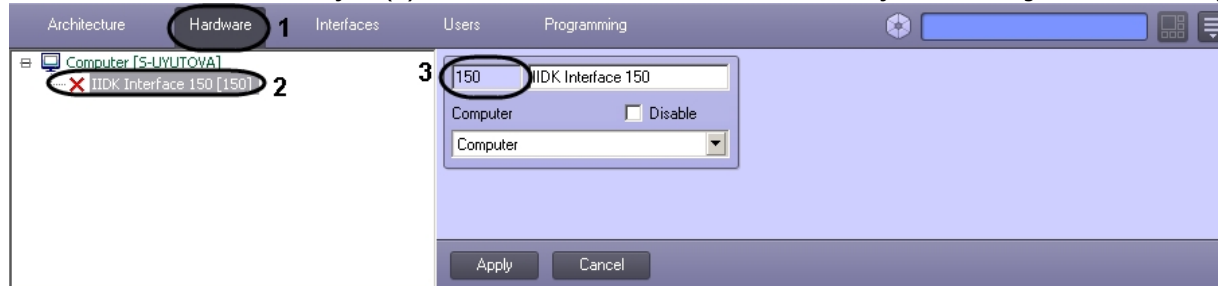 Architecture Hardware 1 Interfaces Users Programming
Computer [S-UYUTOVA]
IIDK Interface 150 [150] 2
3 150 IIDK Interface 150
Computer Disable
Computer
Apply Cancel